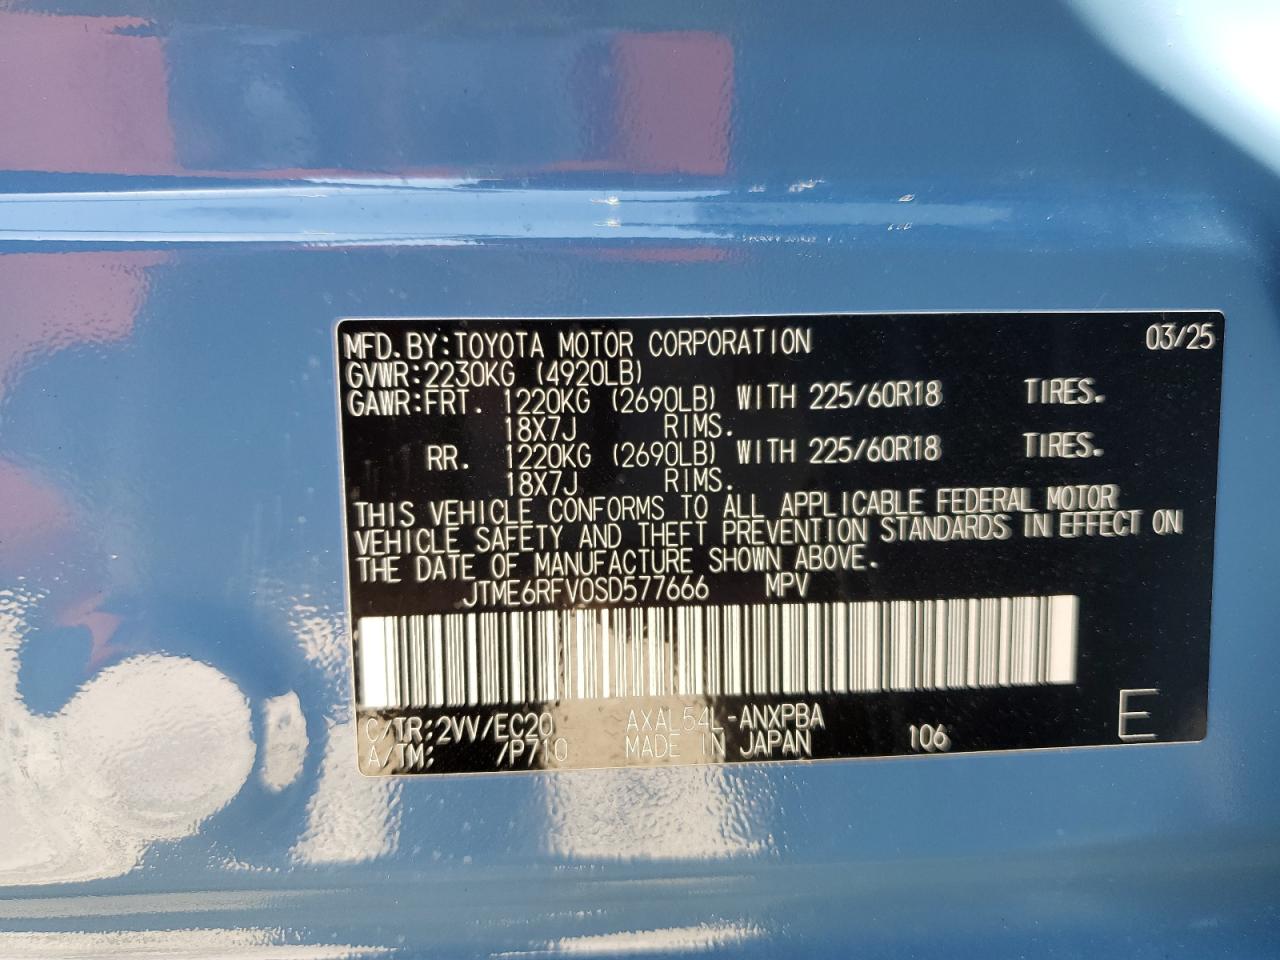 MFD.BY:TOYOTA MOTOR CORPORATION 03/25
GVWR:2230KG (4920LB)
GAWR:FRT. 1220KG (2690LB) WITH 225/60R18 TIRES.
18X7J RIMS.
RR. 1220KG (2690LB) WITH 225/60R18 TIRES.
18X7J RIMS.
THIS VEHICLE CONFORMS TO ALL APPLICABLE FEDERAL MOTOR
VEHICLE SAFETY AND THEFT PREVENTION STANDARDS IN EFFECT ON
THE DATE OF MANUFACTURE SHOWN ABOVE.
JTME6RFV0SD577666 MPV
C/TR:2VV/EC20 AXAL54L-ANXPBA
A/TM: /P710 MADE IN JAPAN 106 E